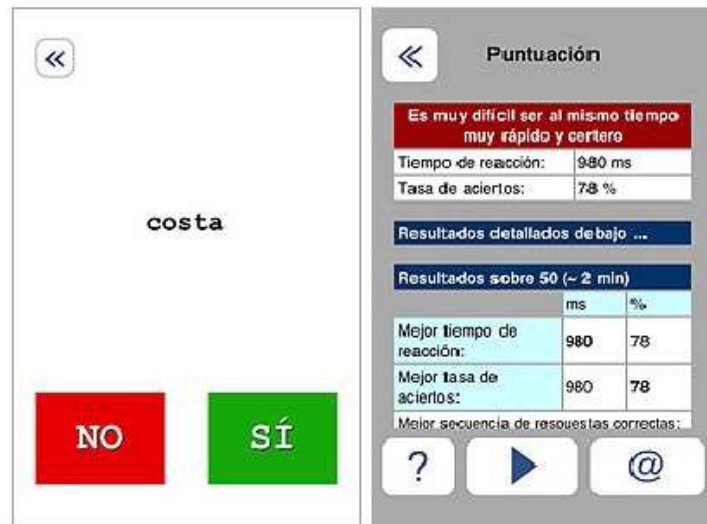 «
costa
NO
SÍ
«
Puntuación
Es muy difícil ser al mismo tiempo
muy rápido y certero
Tiempo de reacción: 980 ms
Tasa de aciertos: 78 %
Resultados detallados debajo ...
Resultados sobre 50 (~ 2 min)
ms %
Mejor tiempo de
reacción: 980 78
Mejor tasa de
aciertos: 980 78
Mejor secuencia de respuestas correctas:
?
@